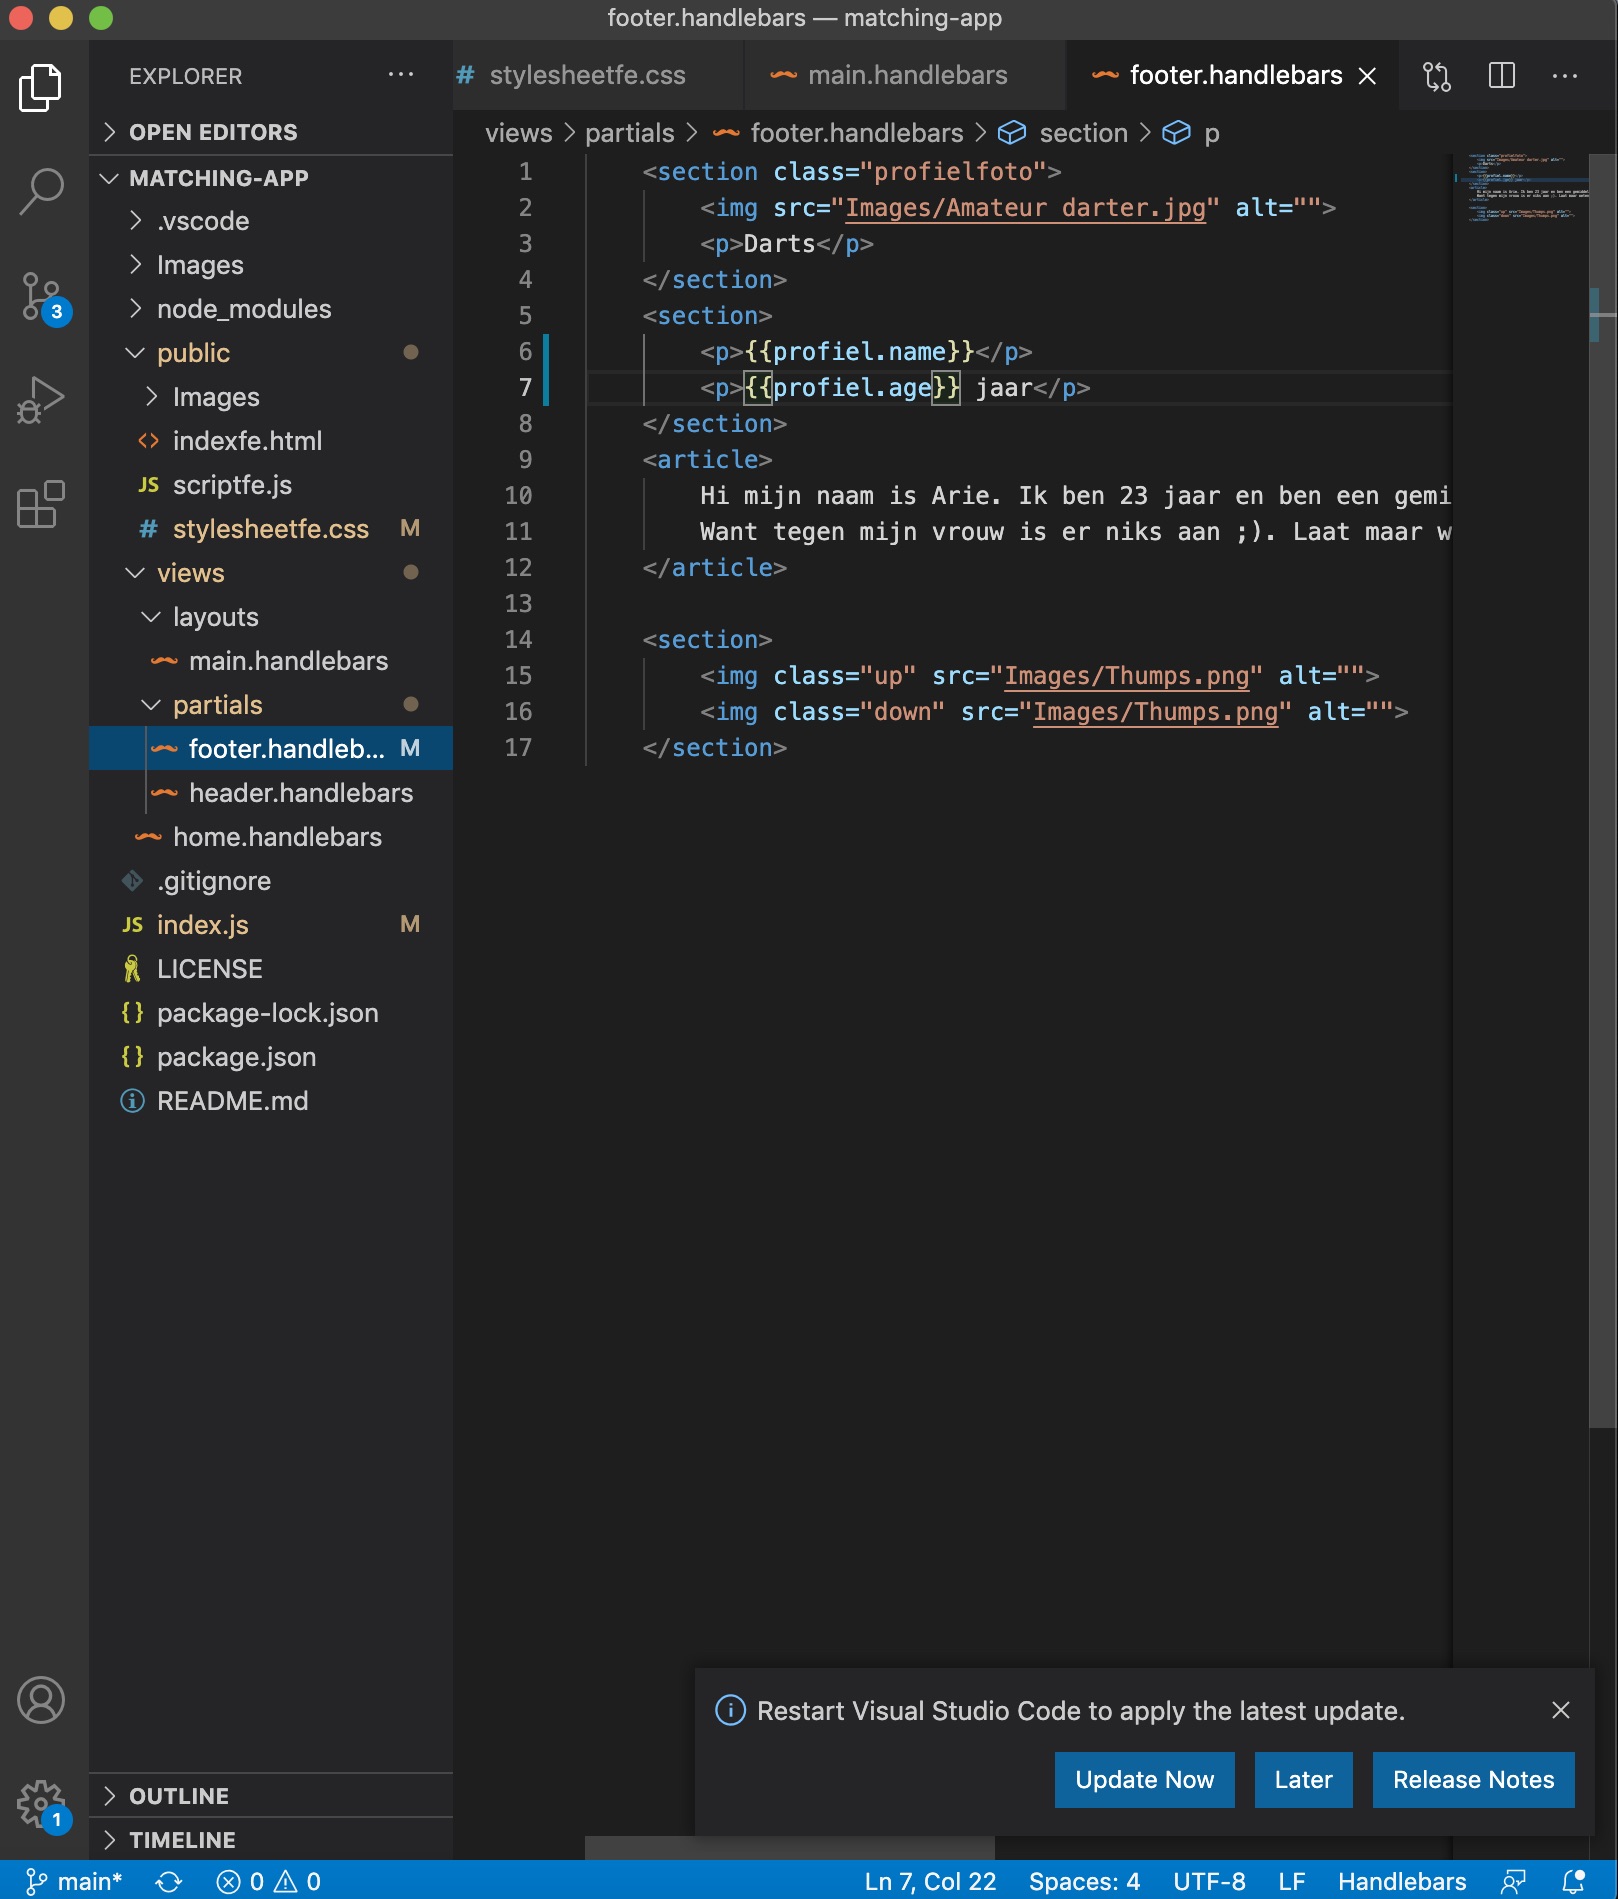 footer.handlebars — matching-app
EXPLORER
OPEN EDITORS
MATCHING-APP
.vscode
Images
node_modules
public
Images
indexfe.html
JS scriptfe.js
# stylesheetfe.css M
views
layouts
main.handlebars
partials
footer.handleb... M
header.handlebars
home.handlebars
.gitignore
JS index.js M
LICENSE
{} package-lock.json
{} package.json
README.md
OUTLINE
TIMELINE
3
1
# stylesheetfe.css
main.handlebars
footer.handlebars
views > partials > footer.handlebars > section > p
1 <section class="profielfoto">
2 <img src="Images/Amateur darter.jpg" alt="">
3 <p>Darts</p>
4 </section>
5 <section>
6 <p>{{profiel.name}}</p>
7 <p>{{profiel.age}} jaar</p>
8 </section>
9 <article>
10 Hi mijn naam is Arie. Ik ben 23 jaar en ben een gemi
11 Want tegen mijn vrouw is er niks aan ;). Laat maar w
12 </article>
13
14 <section>
15 <img class="up" src="Images/Thumps.png" alt="">
16 <img class="down" src="Images/Thumps.png" alt="">
17 </section>
Restart Visual Studio Code to apply the latest update.
Update Now
Later
Release Notes
main* 0 0 Ln 7, Col 22 Spaces: 4 UTF-8 LF Handlebars